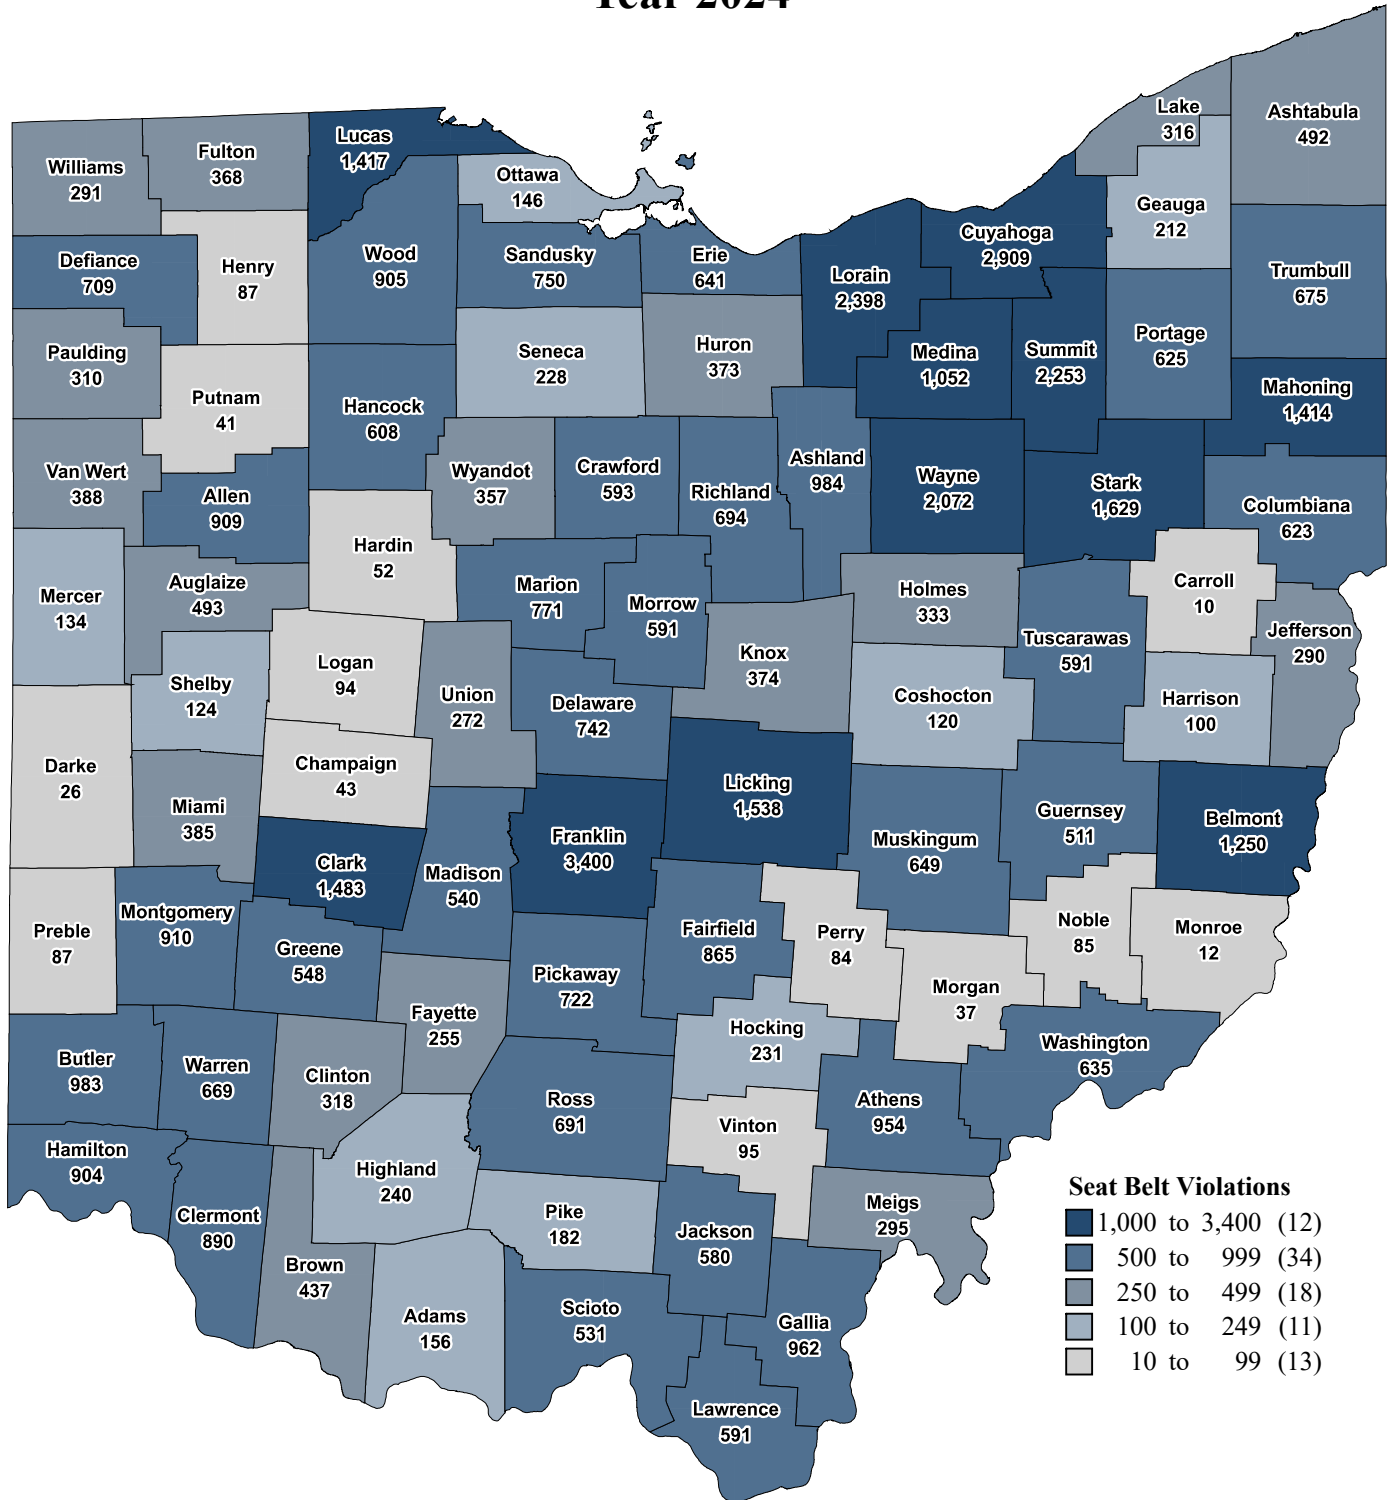 Year 2024
Lake
316
Ashtabula
492
Lucas
1,417
Fulton
368
Williams
291
Ottawa
146
Geauga
212
Cuyahoga
2,909
Wood
905
Sandusky
750
Erie
641
Defiance
709
Henry
87
Lorain
2,398
Trumbull
675
Portage
625
Huron
373
Seneca
228
Medina
1,052
Summit
2,253
Paulding
310
Mahoning
1,414
Putnam
41
Hancock
608
Van Wert
388
Wyandot
357
Crawford
593
Ashland
984
Richland
694
Wayne
2,072
Stark
1,629
Allen
909
Columbiana
623
Hardin
52
Auglaize
493
Mercer
134
Marion
771
Morrow
591
Holmes
333
Carroll
10
Jefferson
290
Tuscarawas
591
Knox
374
Logan
94
Shelby
124
Union
272
Delaware
742
Coshocton
120
Harrison
100
Darke
26
Champaign
43
Miami
385
Licking
1,538
Guernsey
511
Belmont
1,250
Franklin
3,400
Muskingum
649
Clark
1,483
Madison
540
Montgomery
910
Preble
87
Greene
548
Fairfield
865
Perry
84
Noble
85
Monroe
12
Pickaway
722
Morgan
37
Fayette
255
Hocking
231
Washington
635
Butler
983
Warren
669
Clinton
318
Ross
691
Athens
954
Vinton
95
Hamilton
904
Highland
240
Meigs
295
Clermont
890
Pike
182
Jackson
580
Brown
437
Adams
156
Scioto
531
Gallia
962
Lawrence
591
Seat Belt Violations
1,000 to 3,400 (12)
500 to 999 (34)
250 to 499 (18)
100 to 249 (11)
10 to 99 (13)